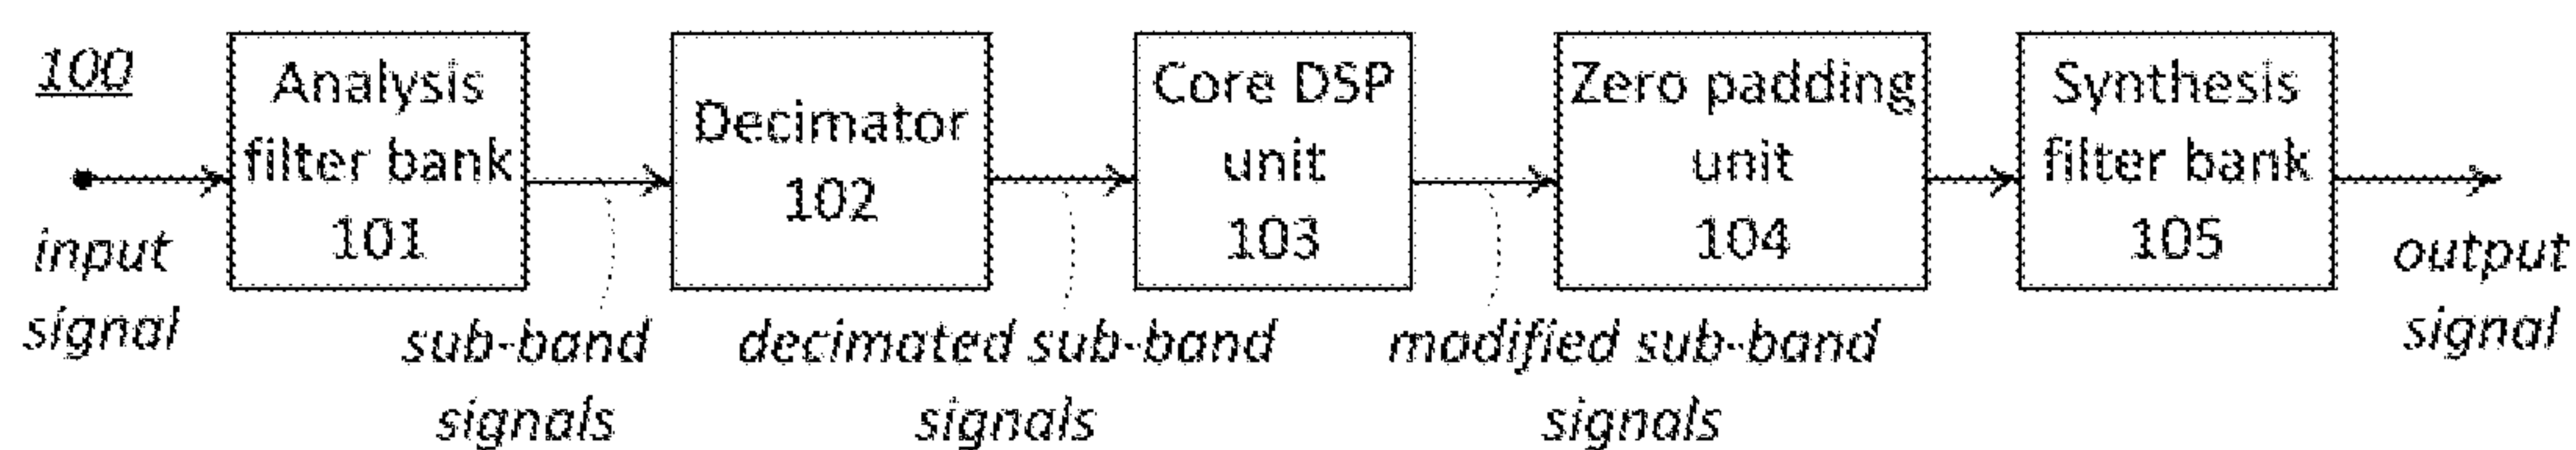 100
input
signal
Analysis
filter bank
101
sub-band
signals
Decimator
102
decimated sub-band
signals
Core DSP
unit
103
modified sub-band
signals
Zero padding
unit
104
Synthesis
filter bank
105
output
signal